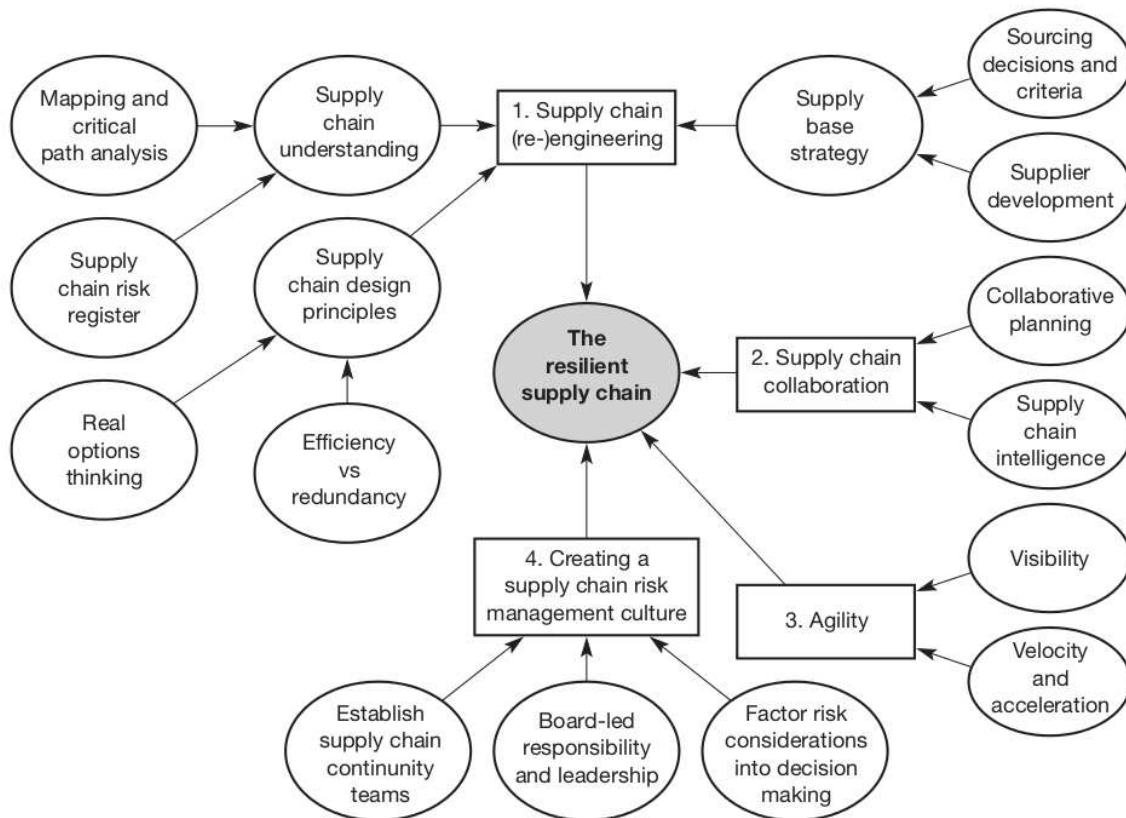 Mapping and
critical
path analysis
Supply
chain
understanding
1. Supply chain
(re-)engineering
Supply
base
strategy
Sourcing
decisions and
criteria
Supplier
development
Supply
chain risk
register
Supply
chain design
principles
Real
options
thinking
Efficiency
vs
redundancy
The
resilient
supply chain
2. Supply chain
collaboration
Collaborative
planning
Supply
chain
intelligence
4. Creating a
supply chain risk
management culture
3. Agility
Visibility
Velocity
and
acceleration
Establish
supply chain
continunity
teams
Board-led
responsibility
and leadership
Factor risk
considerations
into decision
making